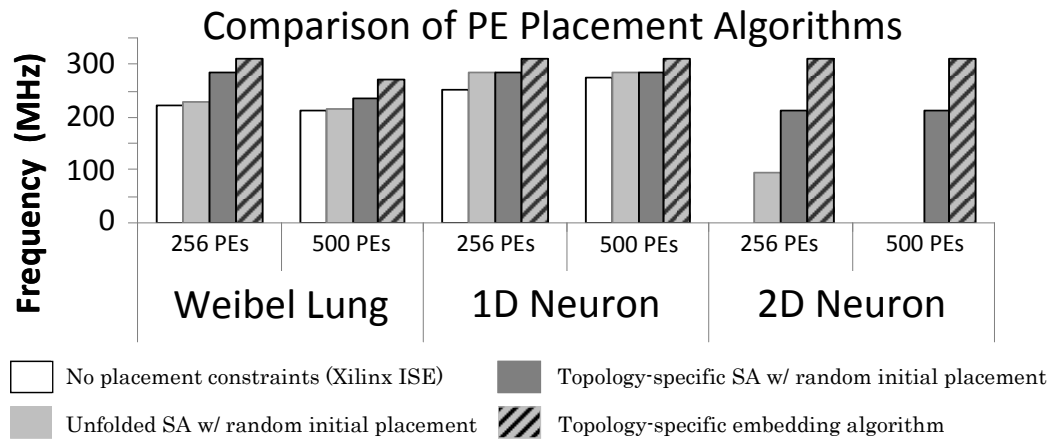 Comparison of PE Placement Algorithms
Frequency (MHz)
300
200
100
0
256 PEs
500 PEs
256 PEs
500 PEs
256 PEs
500 PEs
Weibel Lung
1D Neuron
2D Neuron
No placement constraints (Xilinx ISE)
Topology-specific SA w/ random initial placement
Unfolded SA w/ random initial placement
Topology-specific embedding algorithm